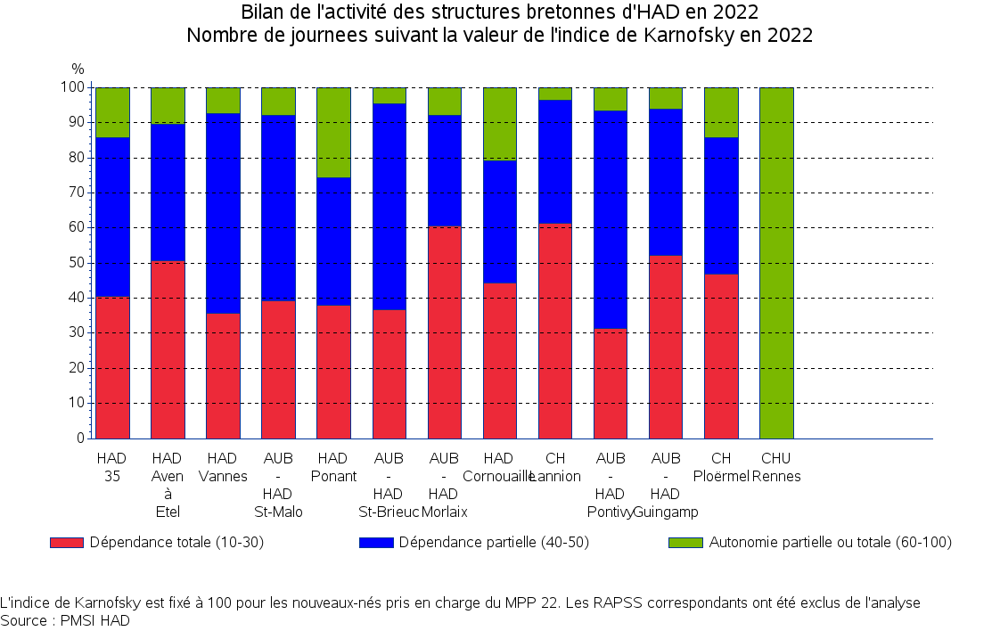 Bilan de l'activité des structures bretonnes d'HAD en 2022
Nombre de journees suivant la valeur de l'indice de Karnofsky en 2022
%
100
90
80
70
60
50
40
30
20
10
0
HAD 35
HAD Aven à Etel
HAD Vannes
AUB - HAD St-Malo
HAD Ponant
AUB - HAD St-Brieuc
AUB - HAD Morlaix
HAD Cornouaille
CH Lannion
AUB - HAD Pontivy
AUB - HAD Guingamp
CH Ploërmel
CHU Rennes
Dépendance totale (10-30)
Dépendance partielle (40-50)
Autonomie partielle ou totale (60-100)
L'indice de Karnofsky est fixé à 100 pour les nouveaux-nés pris en charge du MPP 22. Les RAPSS correspondants ont été exclus de l'analyse
Source : PMSI HAD